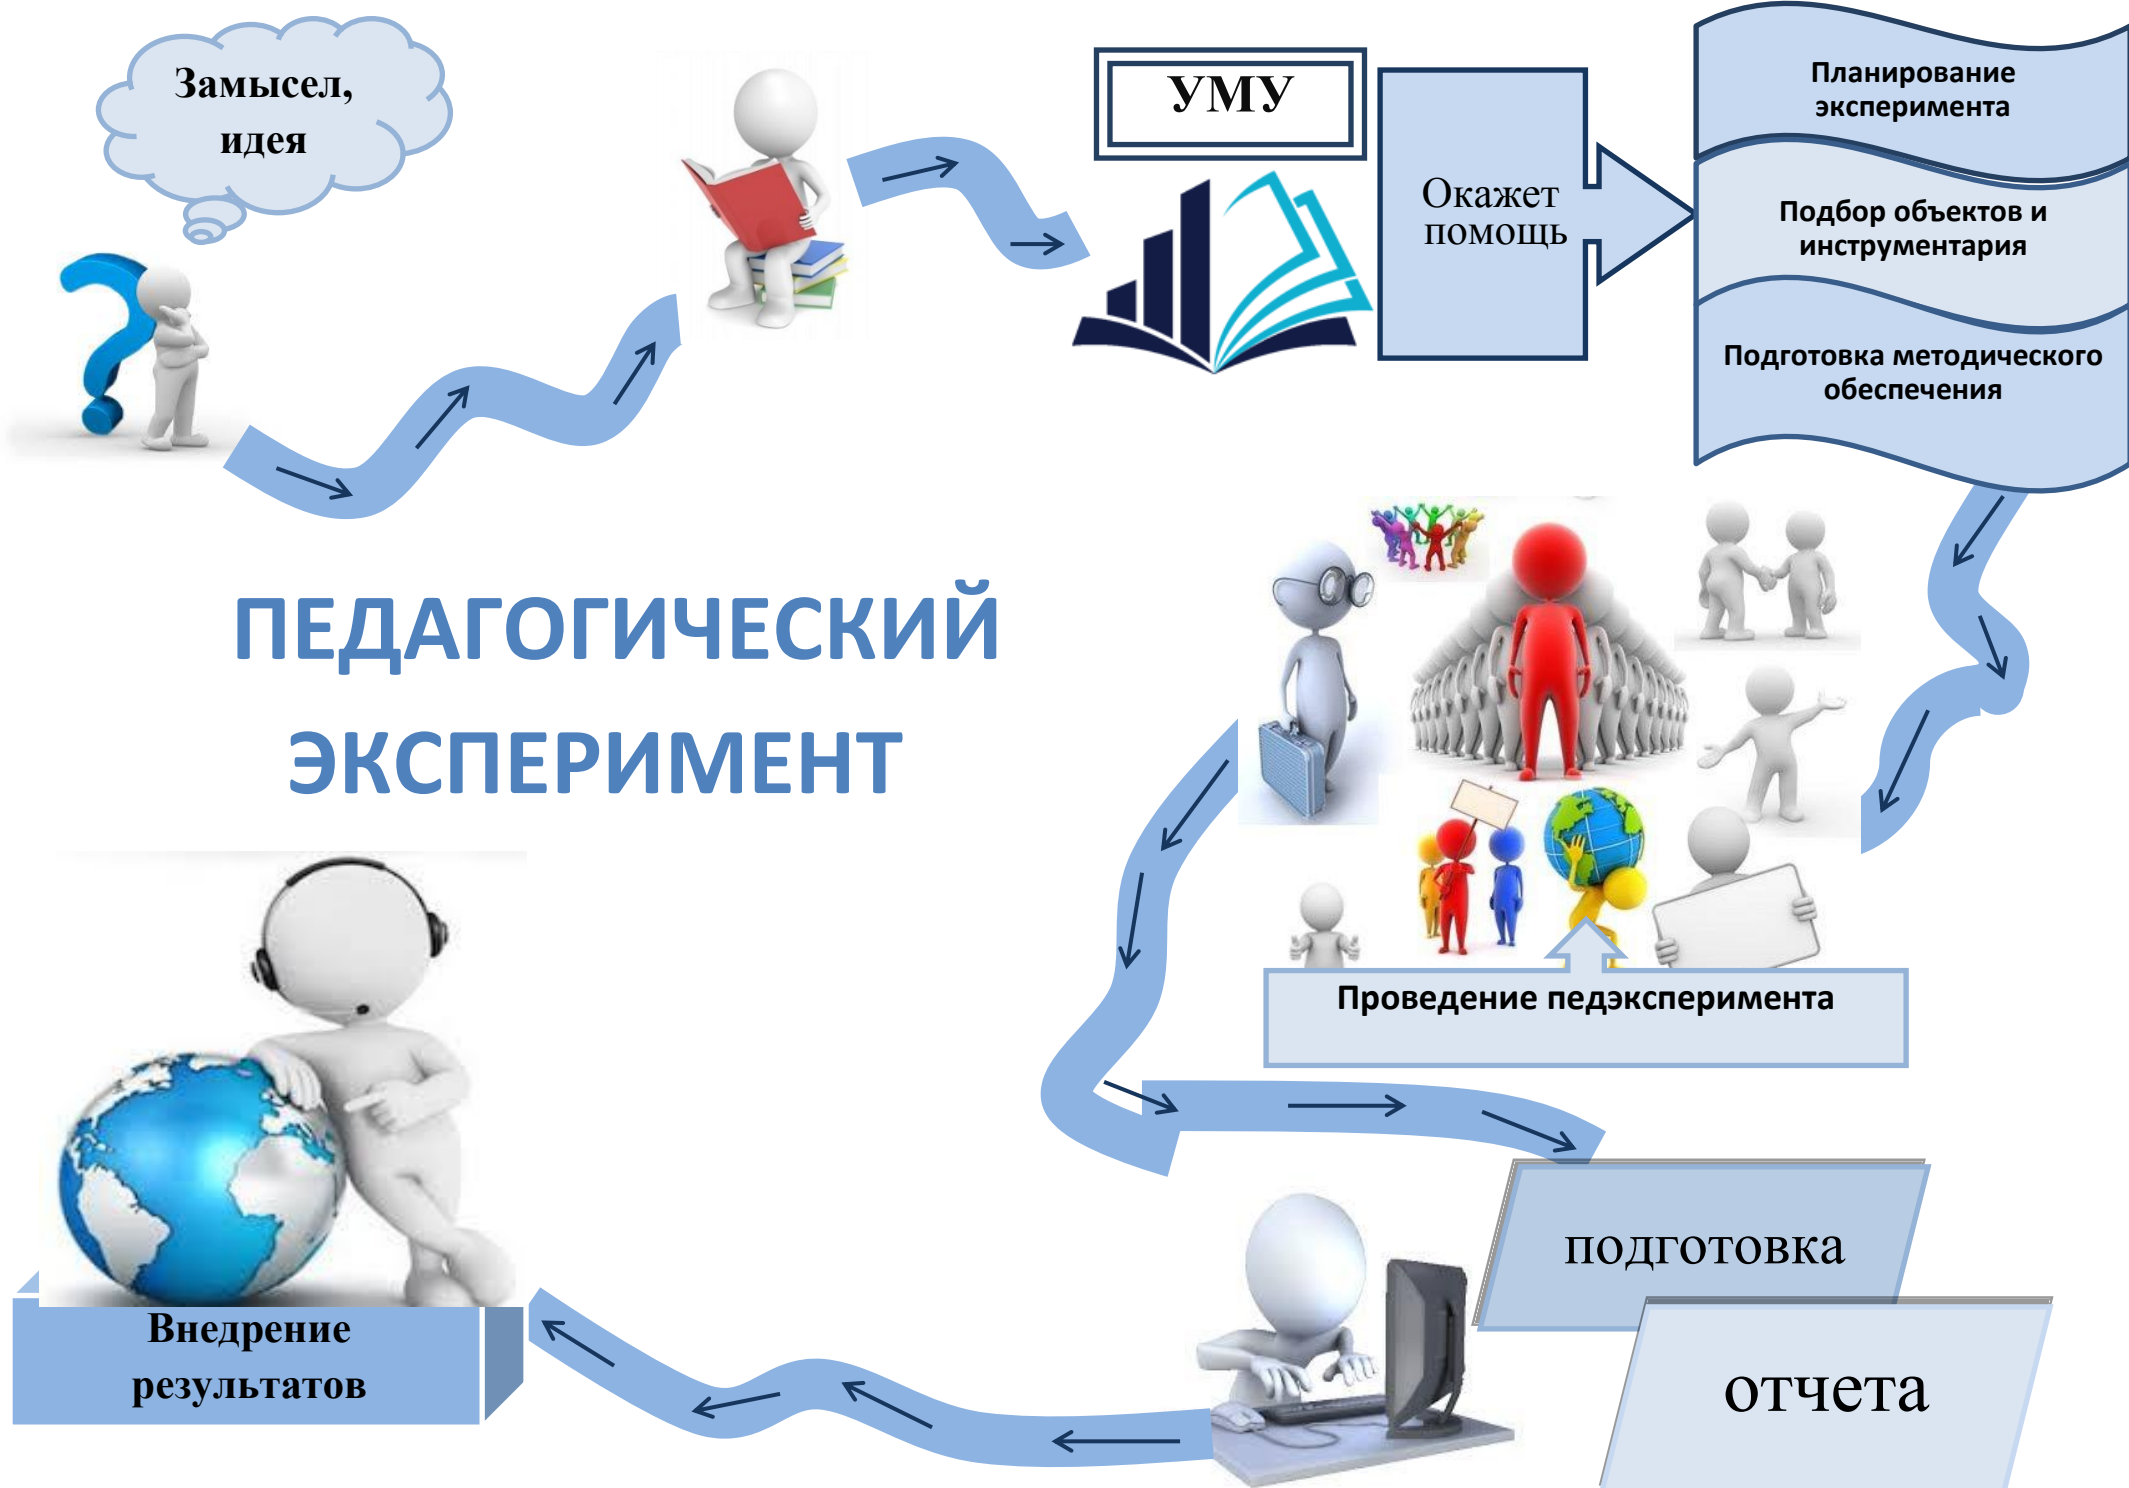 Замысел,
идея
УМУ
Окажет
помощь
Планирование
эксперимента
Подбор объектов и
инструментария
Подготовка методического
обеспечения
ПЕДАГОГИЧЕСКИЙ
ЭКСПЕРИМЕНТ
Проведение педэксперимента
подготовка
отчета
Внедрение
результатов